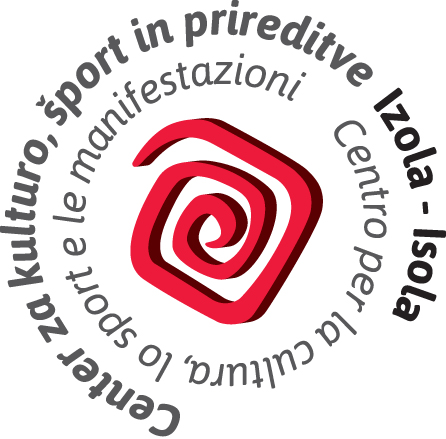 Center za kulturo, šport in prireditve Izola - Isola
Centro per la cultura, lo sport e le manifestazioni